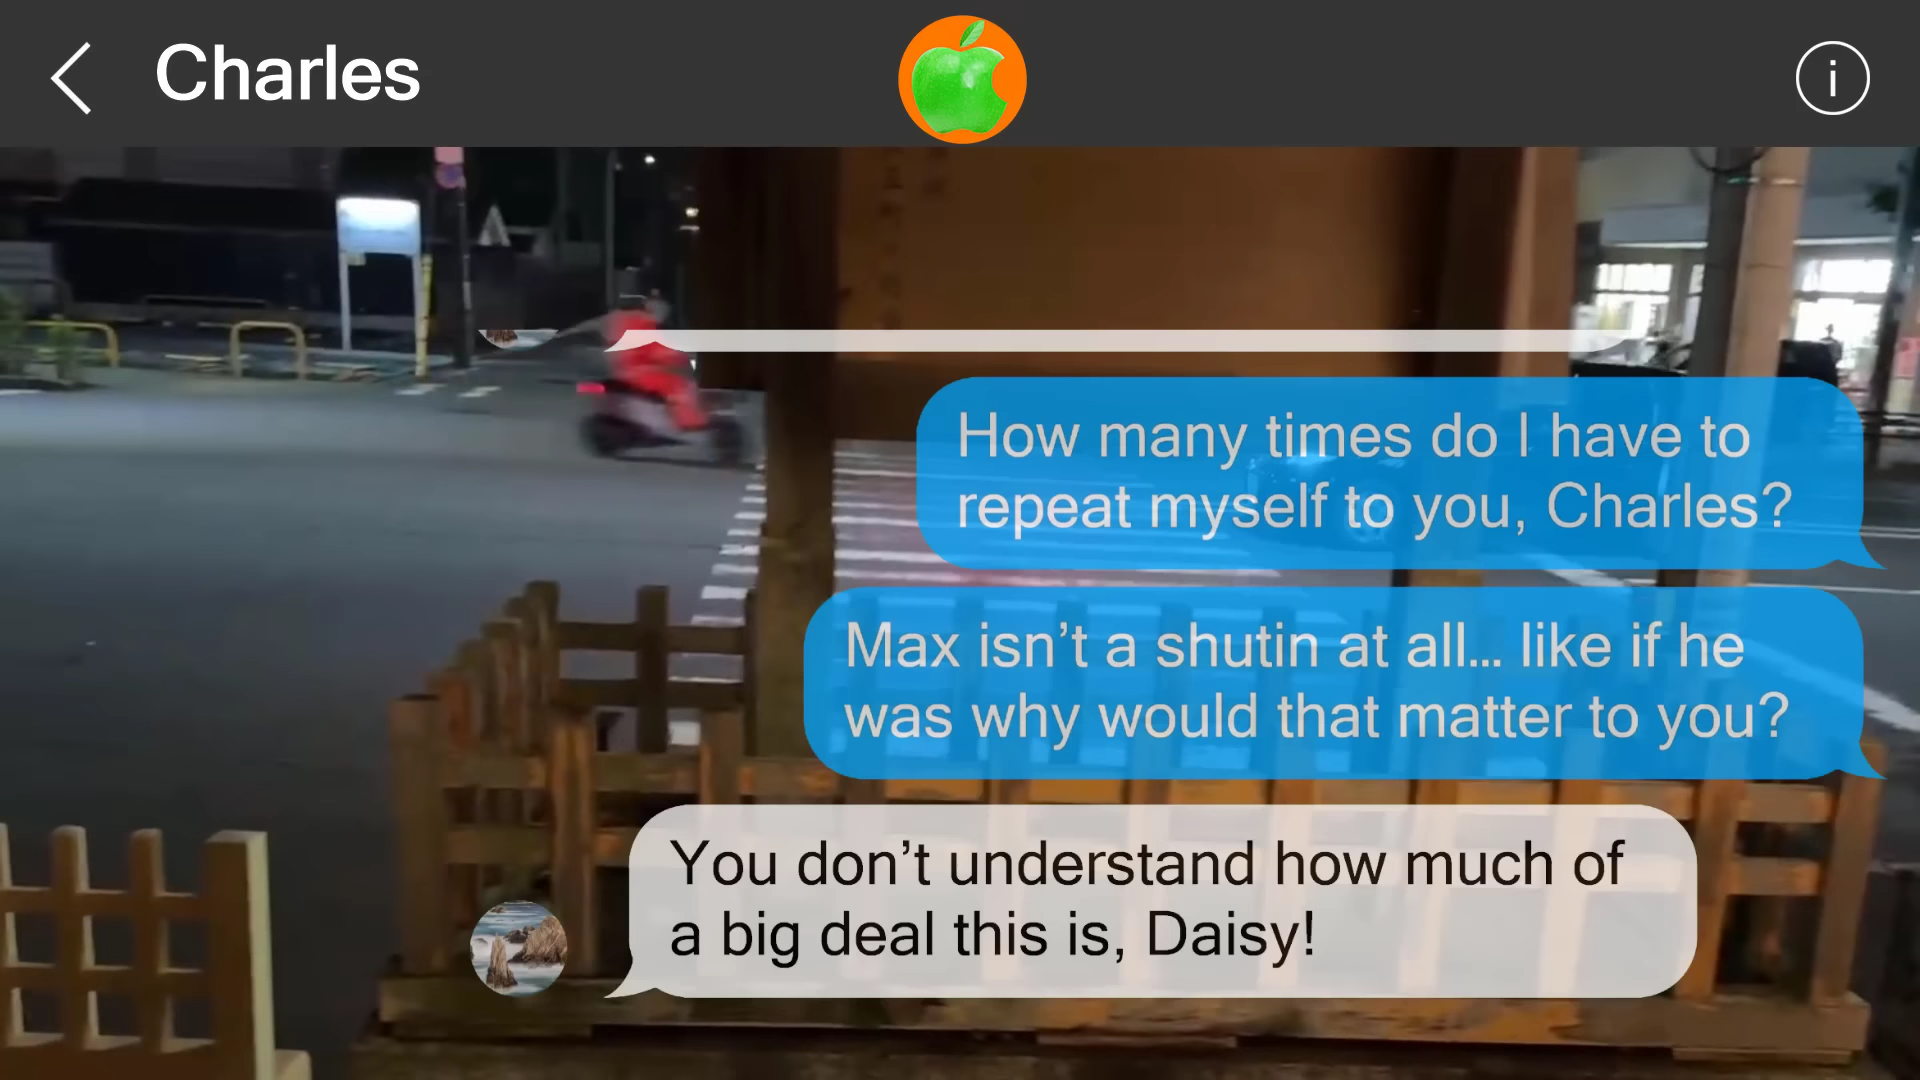 Charles
i
How many times do I have to
repeat myself to you, Charles?
Max isn’t a shutin at all... like if he
was why would that matter to you?
You don’t understand how much of
a big deal this is, Daisy!